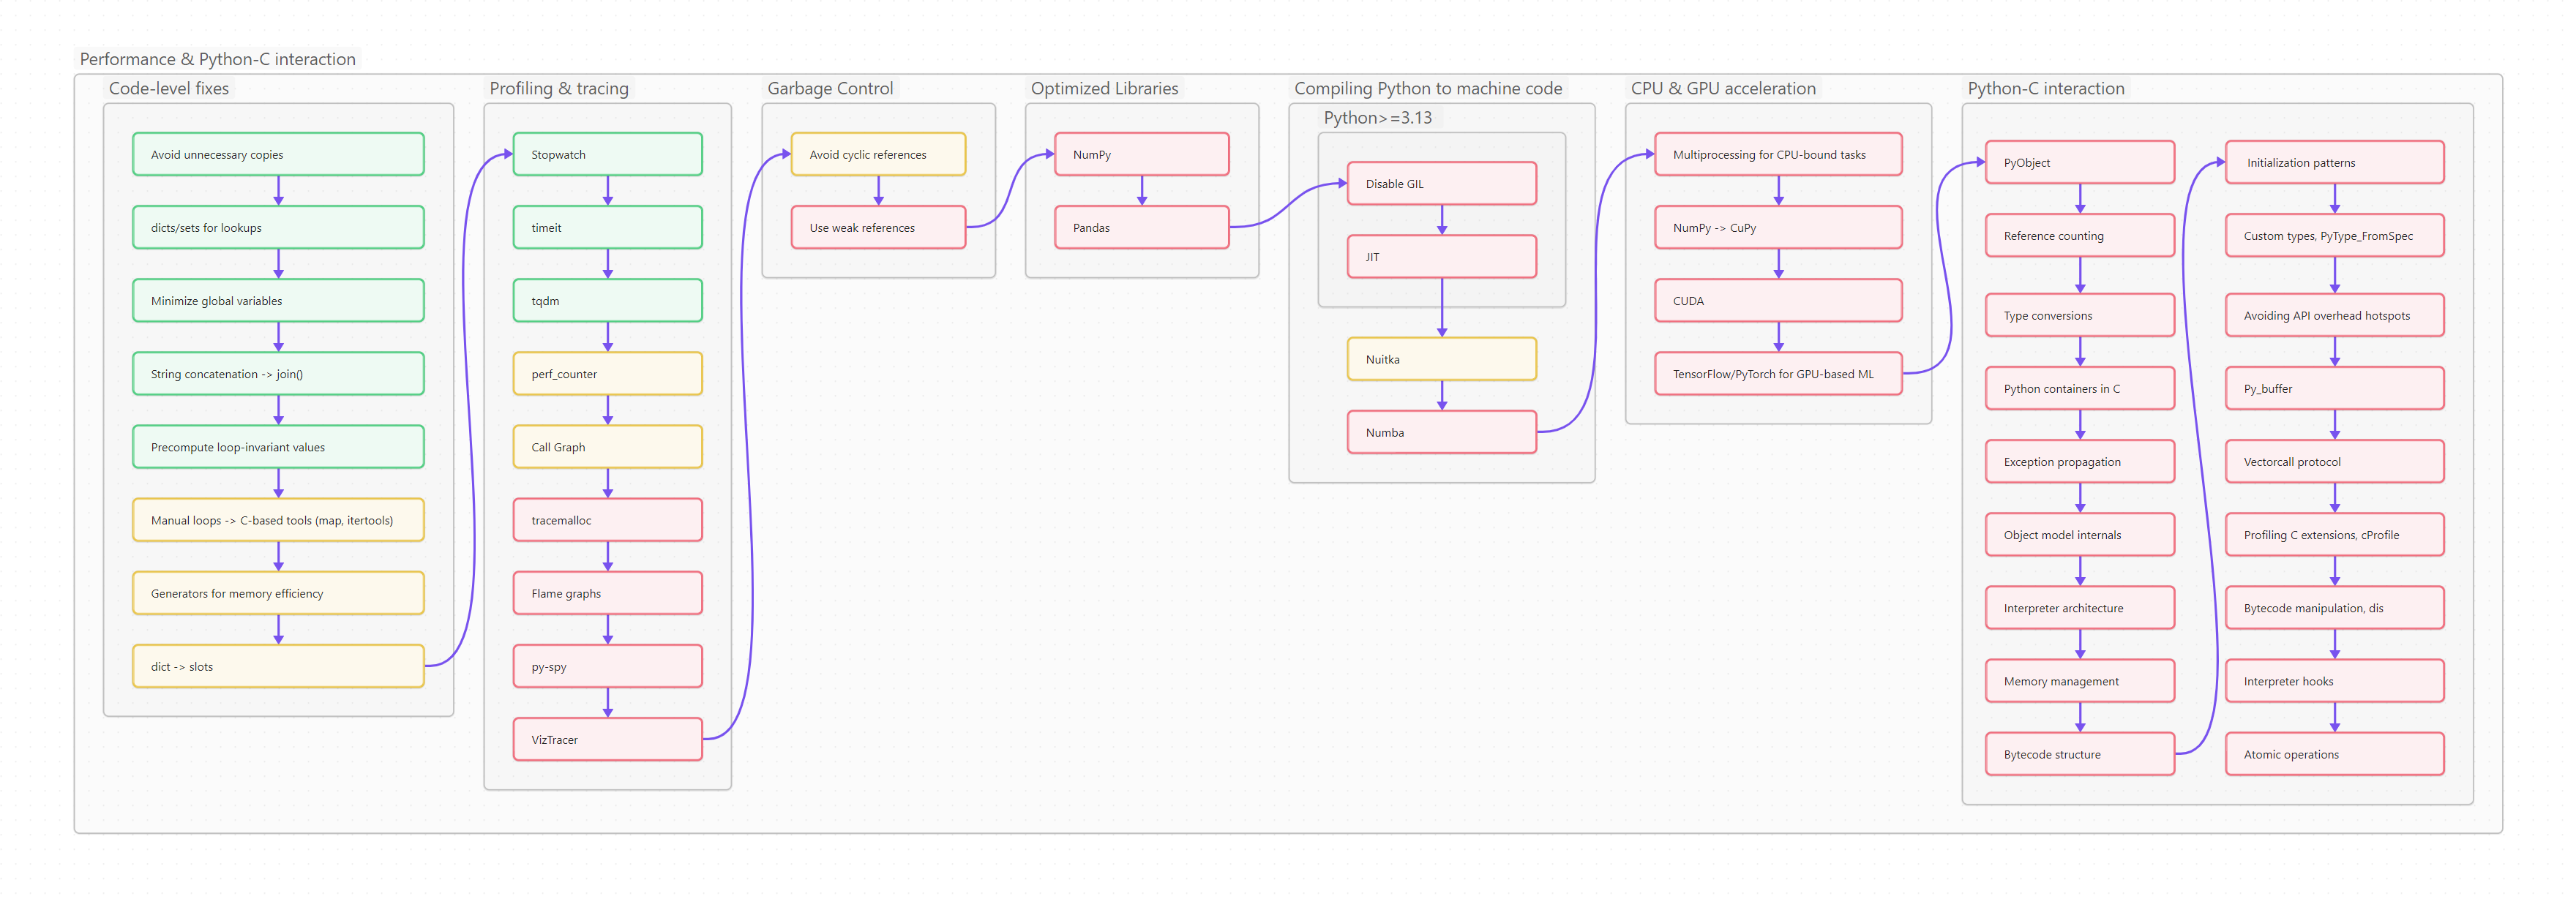 Performance & Python-C interaction
Code-level fixes
Avoid unnecessary copies
dicts/sets for lookups
Minimize global variables
String concatenation -> join()
Precompute loop-invariant values
Manual loops -> C-based tools (map, itertools)
Generators for memory efficiency
dict -> slots
Profiling & tracing
Stopwatch
timeit
tqdm
perf_counter
Call Graph
tracemalloc
Flame graphs
py-spy
VizTracer
Garbage Control
Avoid cyclic references
Use weak references
Optimized Libraries
NumPy
Pandas
Compiling Python to machine code
Python>=3.13
Disable GIL
JIT
Nuitka
Numba
CPU & GPU acceleration
Multiprocessing for CPU-bound tasks
NumPy -> CuPy
CUDA
TensorFlow/PyTorch for GPU-based ML
Python-C interaction
PyObject
Reference counting
Type conversions
Python containers in C
Exception propagation
Object model internals
Interpreter architecture
Memory management
Bytecode structure
Initialization patterns
Custom types, PyType_FromSpec
Avoiding API overhead hotspots
Py_buffer
Vectorcall protocol
Profiling C extensions, cProfile
Bytecode manipulation, dis
Interpreter hooks
Atomic operations